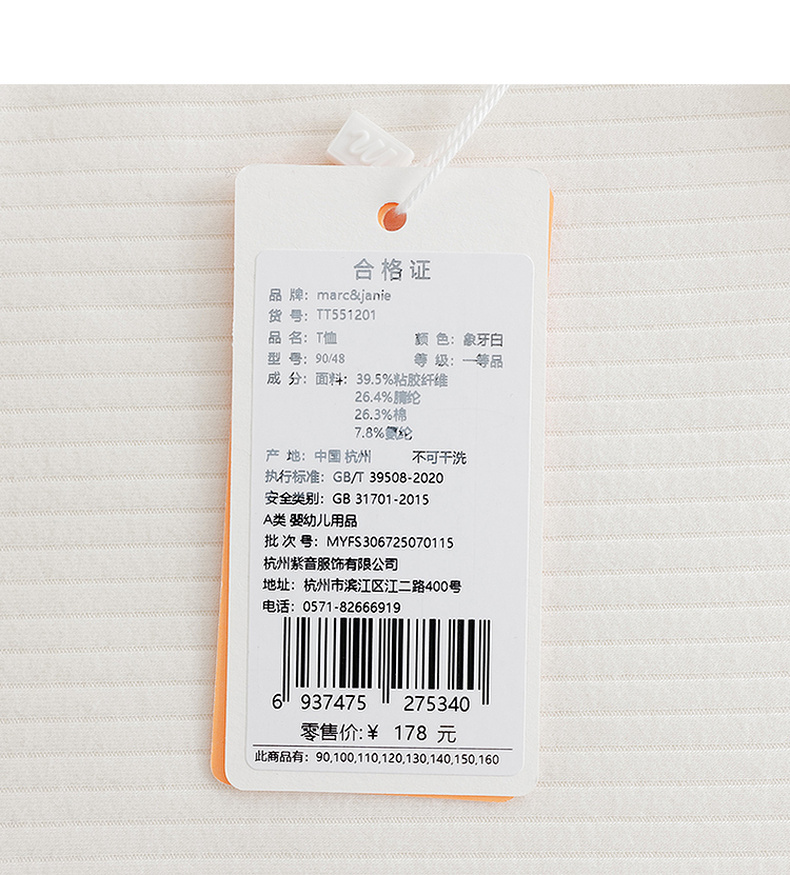 合格证
品 牌：marc&janie
货 号：TT551201
品 名：T恤 颜 色：象牙白
型 号：90/48 等 级：一等品
成 分：面料：39.5%粘胶纤维
26.4%腈纶
26.3%棉
7.8%氨纶
产 地：中国 杭州 不可干洗
执行标准：GB/T 39508-2020
安全类别：GB 31701-2015
A类 婴幼儿用品
批 次 号：MYFS306725070115
杭州紫音服饰有限公司
地址：杭州市滨江区江二路400号
电话：0571-82666919
6 937475 275340
零售价:¥ 178 元
此商品有：90,100,110,120,130,140,150,160